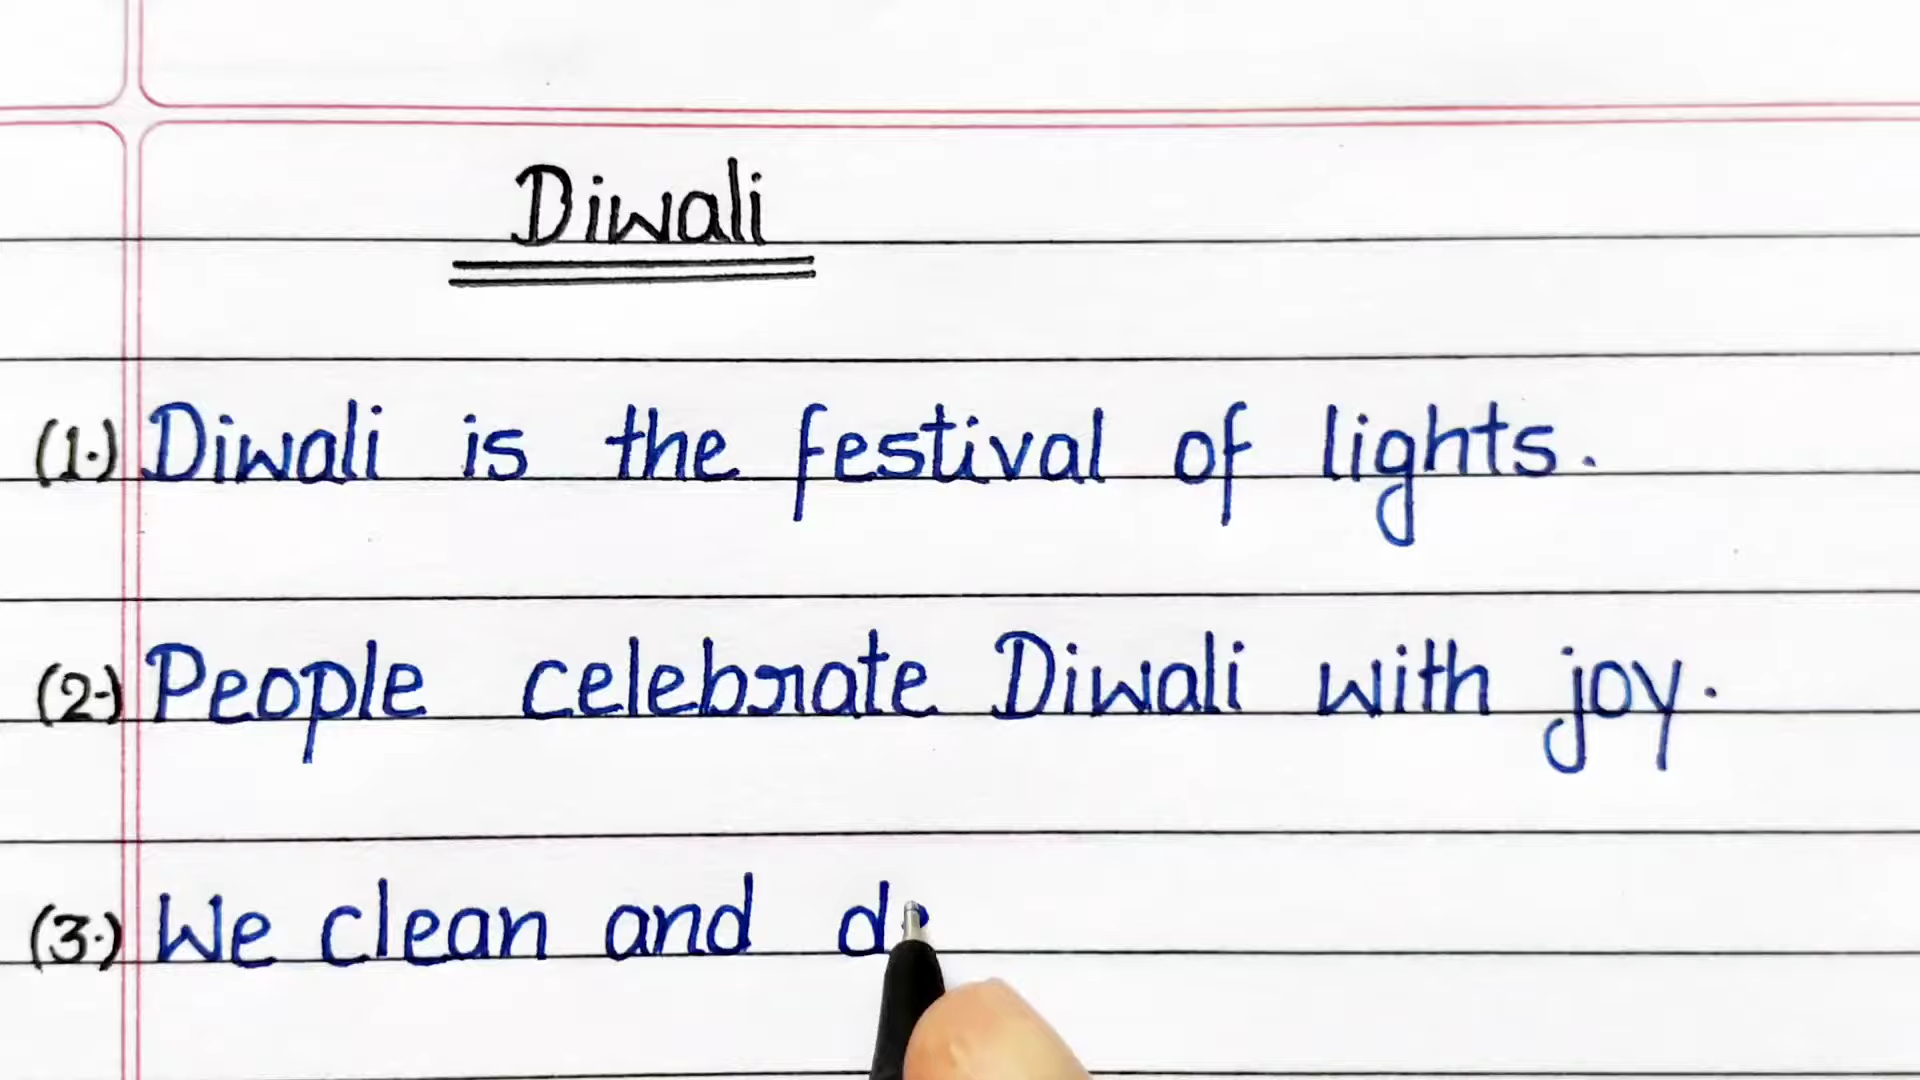 Diwali
(1.) Diwali is the festival of lights.
(2.) People celebrate Diwali with joy.
(3.) We clean and